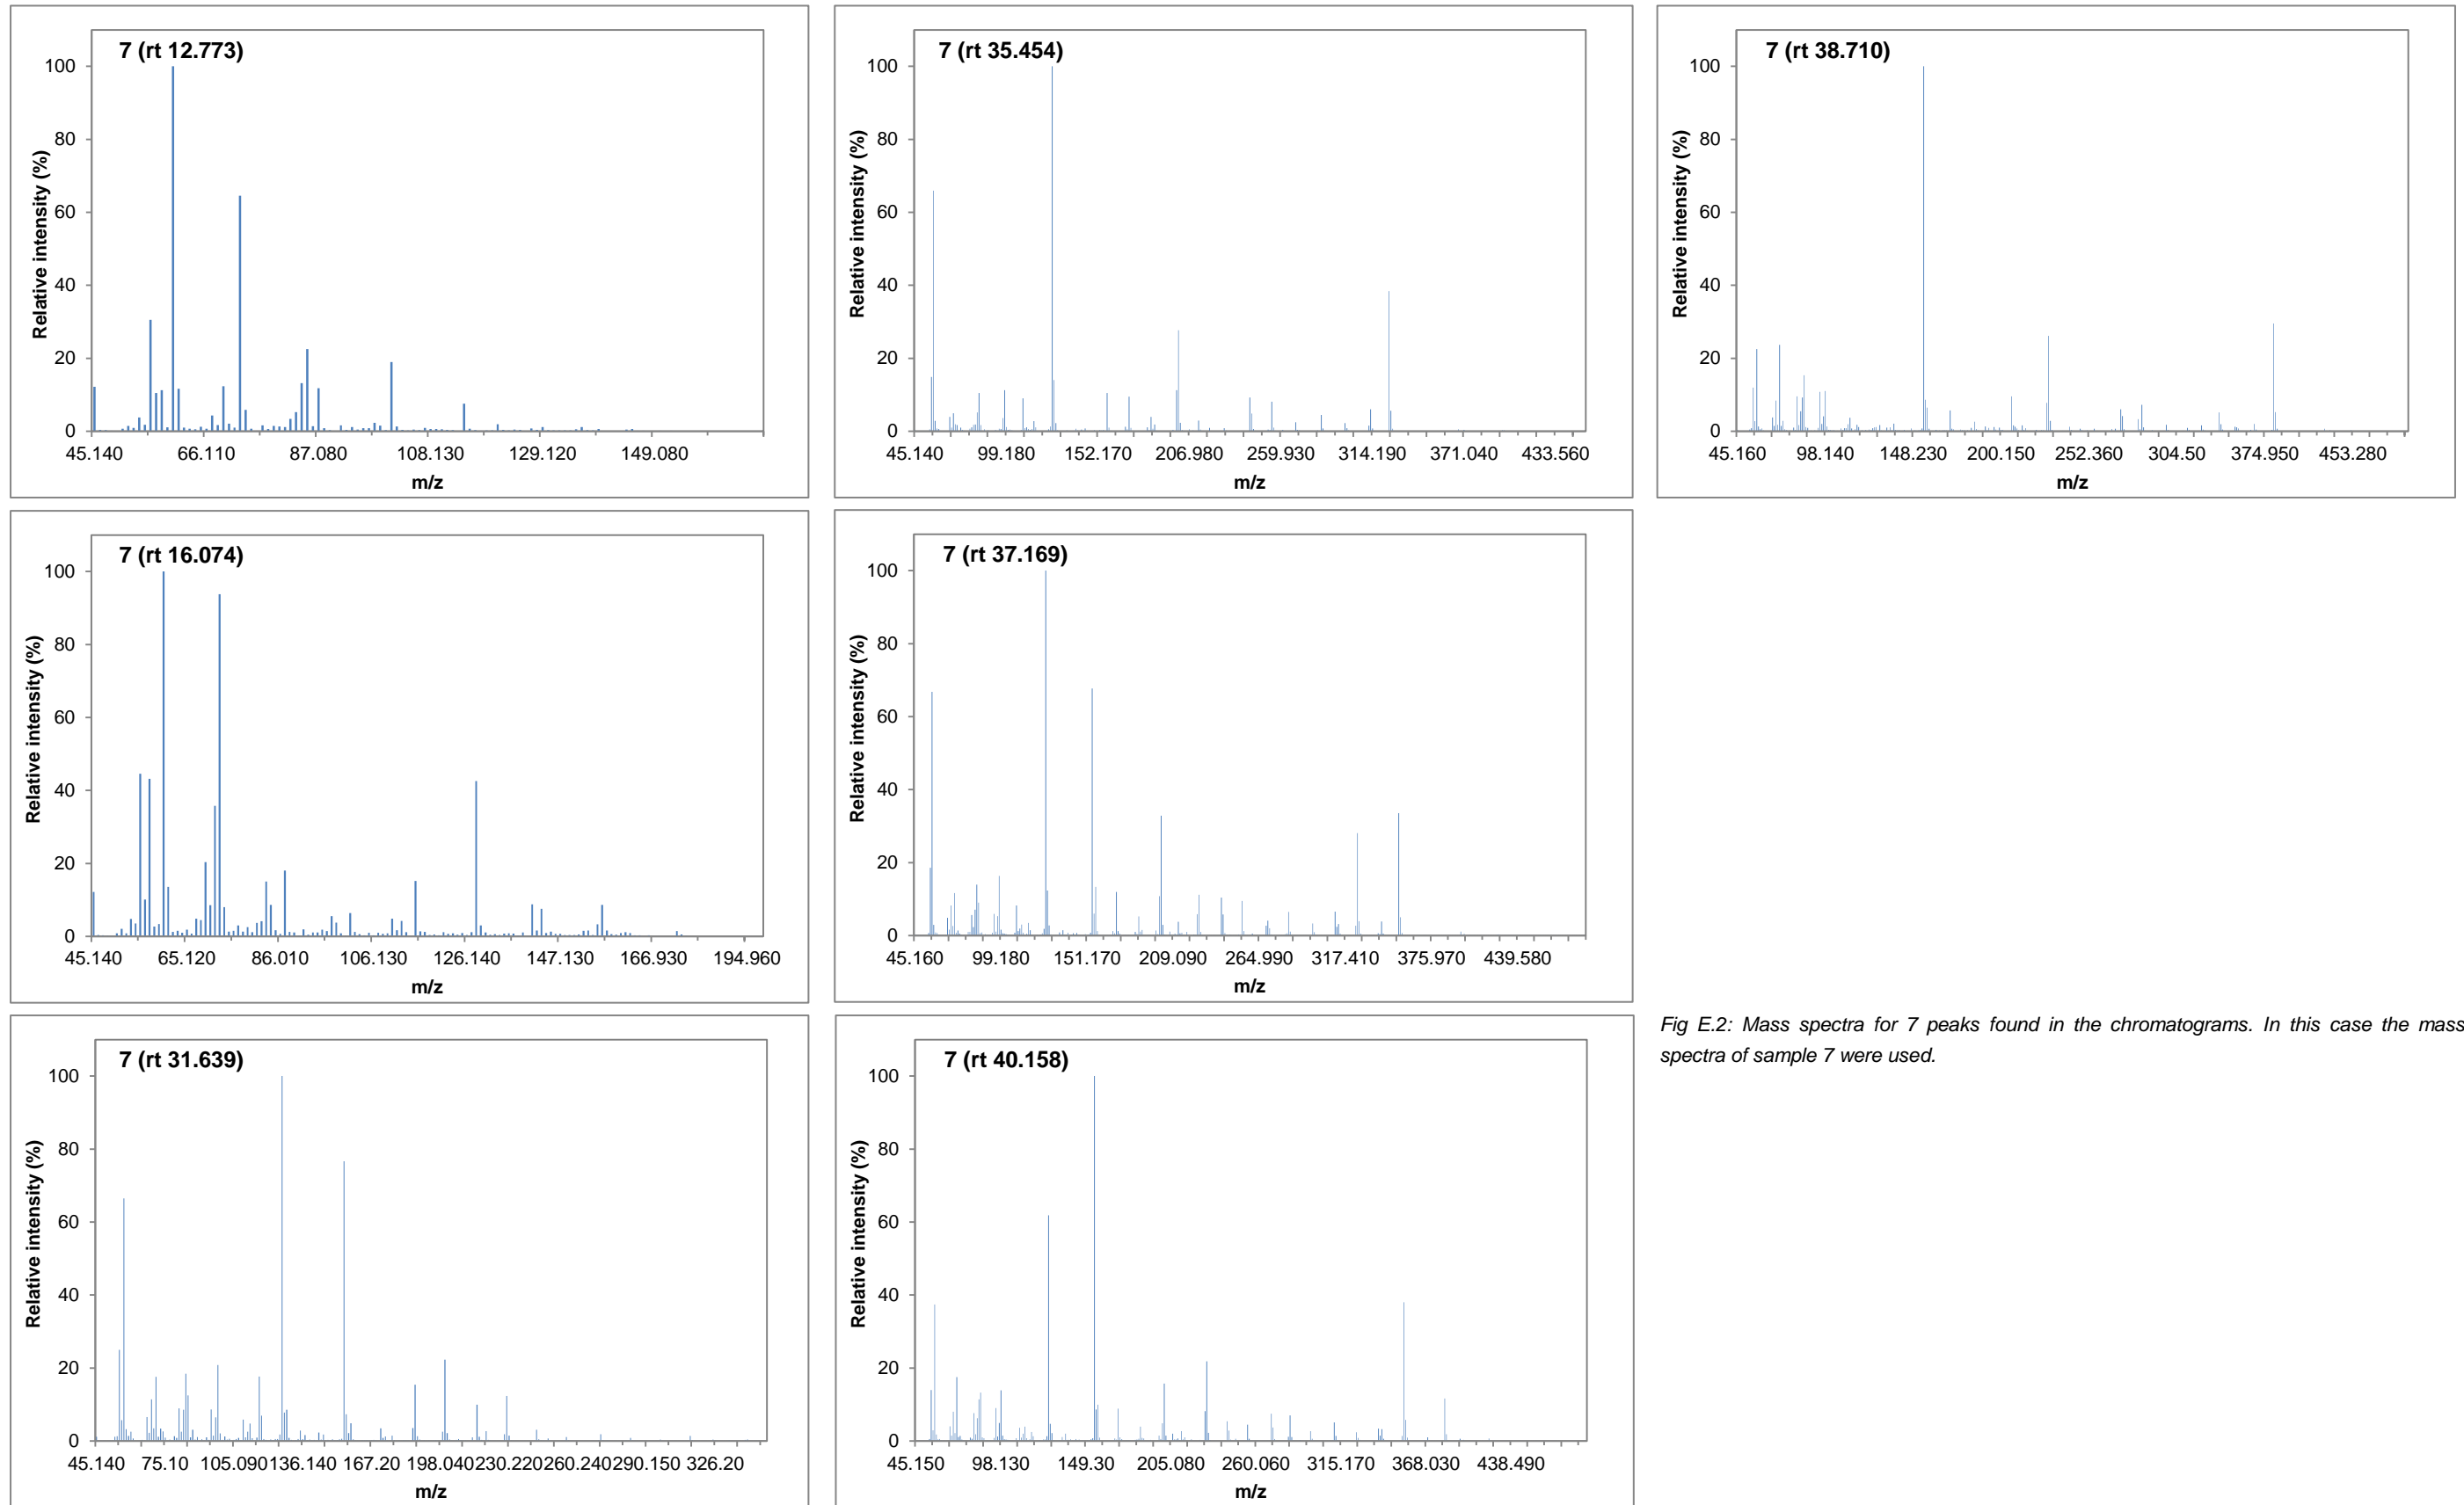 7 (rt 12.773)
Relative intensity (%)
100
80
60
40
20
0
45.140 66.110 87.080 108.130 129.120 149.080
m/z
7 (rt 35.454)
Relative intensity (%)
100
80
60
40
20
0
45.140 99.180 152.170 206.980 259.930 314.190 371.040 433.560
m/z
7 (rt 38.710)
Relative intensity (%)
100
80
60
40
20
0
45.160 98.140 148.230 200.150 252.360 304.50 374.950 453.280
m/z
7 (rt 16.074)
Relative intensity (%)
100
80
60
40
20
0
45.140 65.120 86.010 106.130 126.140 147.130 166.930 194.960
m/z
7 (rt 37.169)
Relative intensity (%)
100
80
60
40
20
0
45.160 99.180 151.170 209.090 264.990 317.410 375.970 439.580
m/z
7 (rt 31.639)
Relative intensity (%)
100
80
60
40
20
0
45.140 75.10 105.090 136.140 167.20 198.040 230.220 260.240 290.150 326.20
m/z
7 (rt 40.158)
Relative intensity (%)
100
80
60
40
20
0
45.150 98.130 149.30 205.080 260.060 315.170 368.030 438.490
m/z
Fig E.2: Mass spectra for 7 peaks found in the chromatograms. In this case the mass
spectra of sample 7 were used.